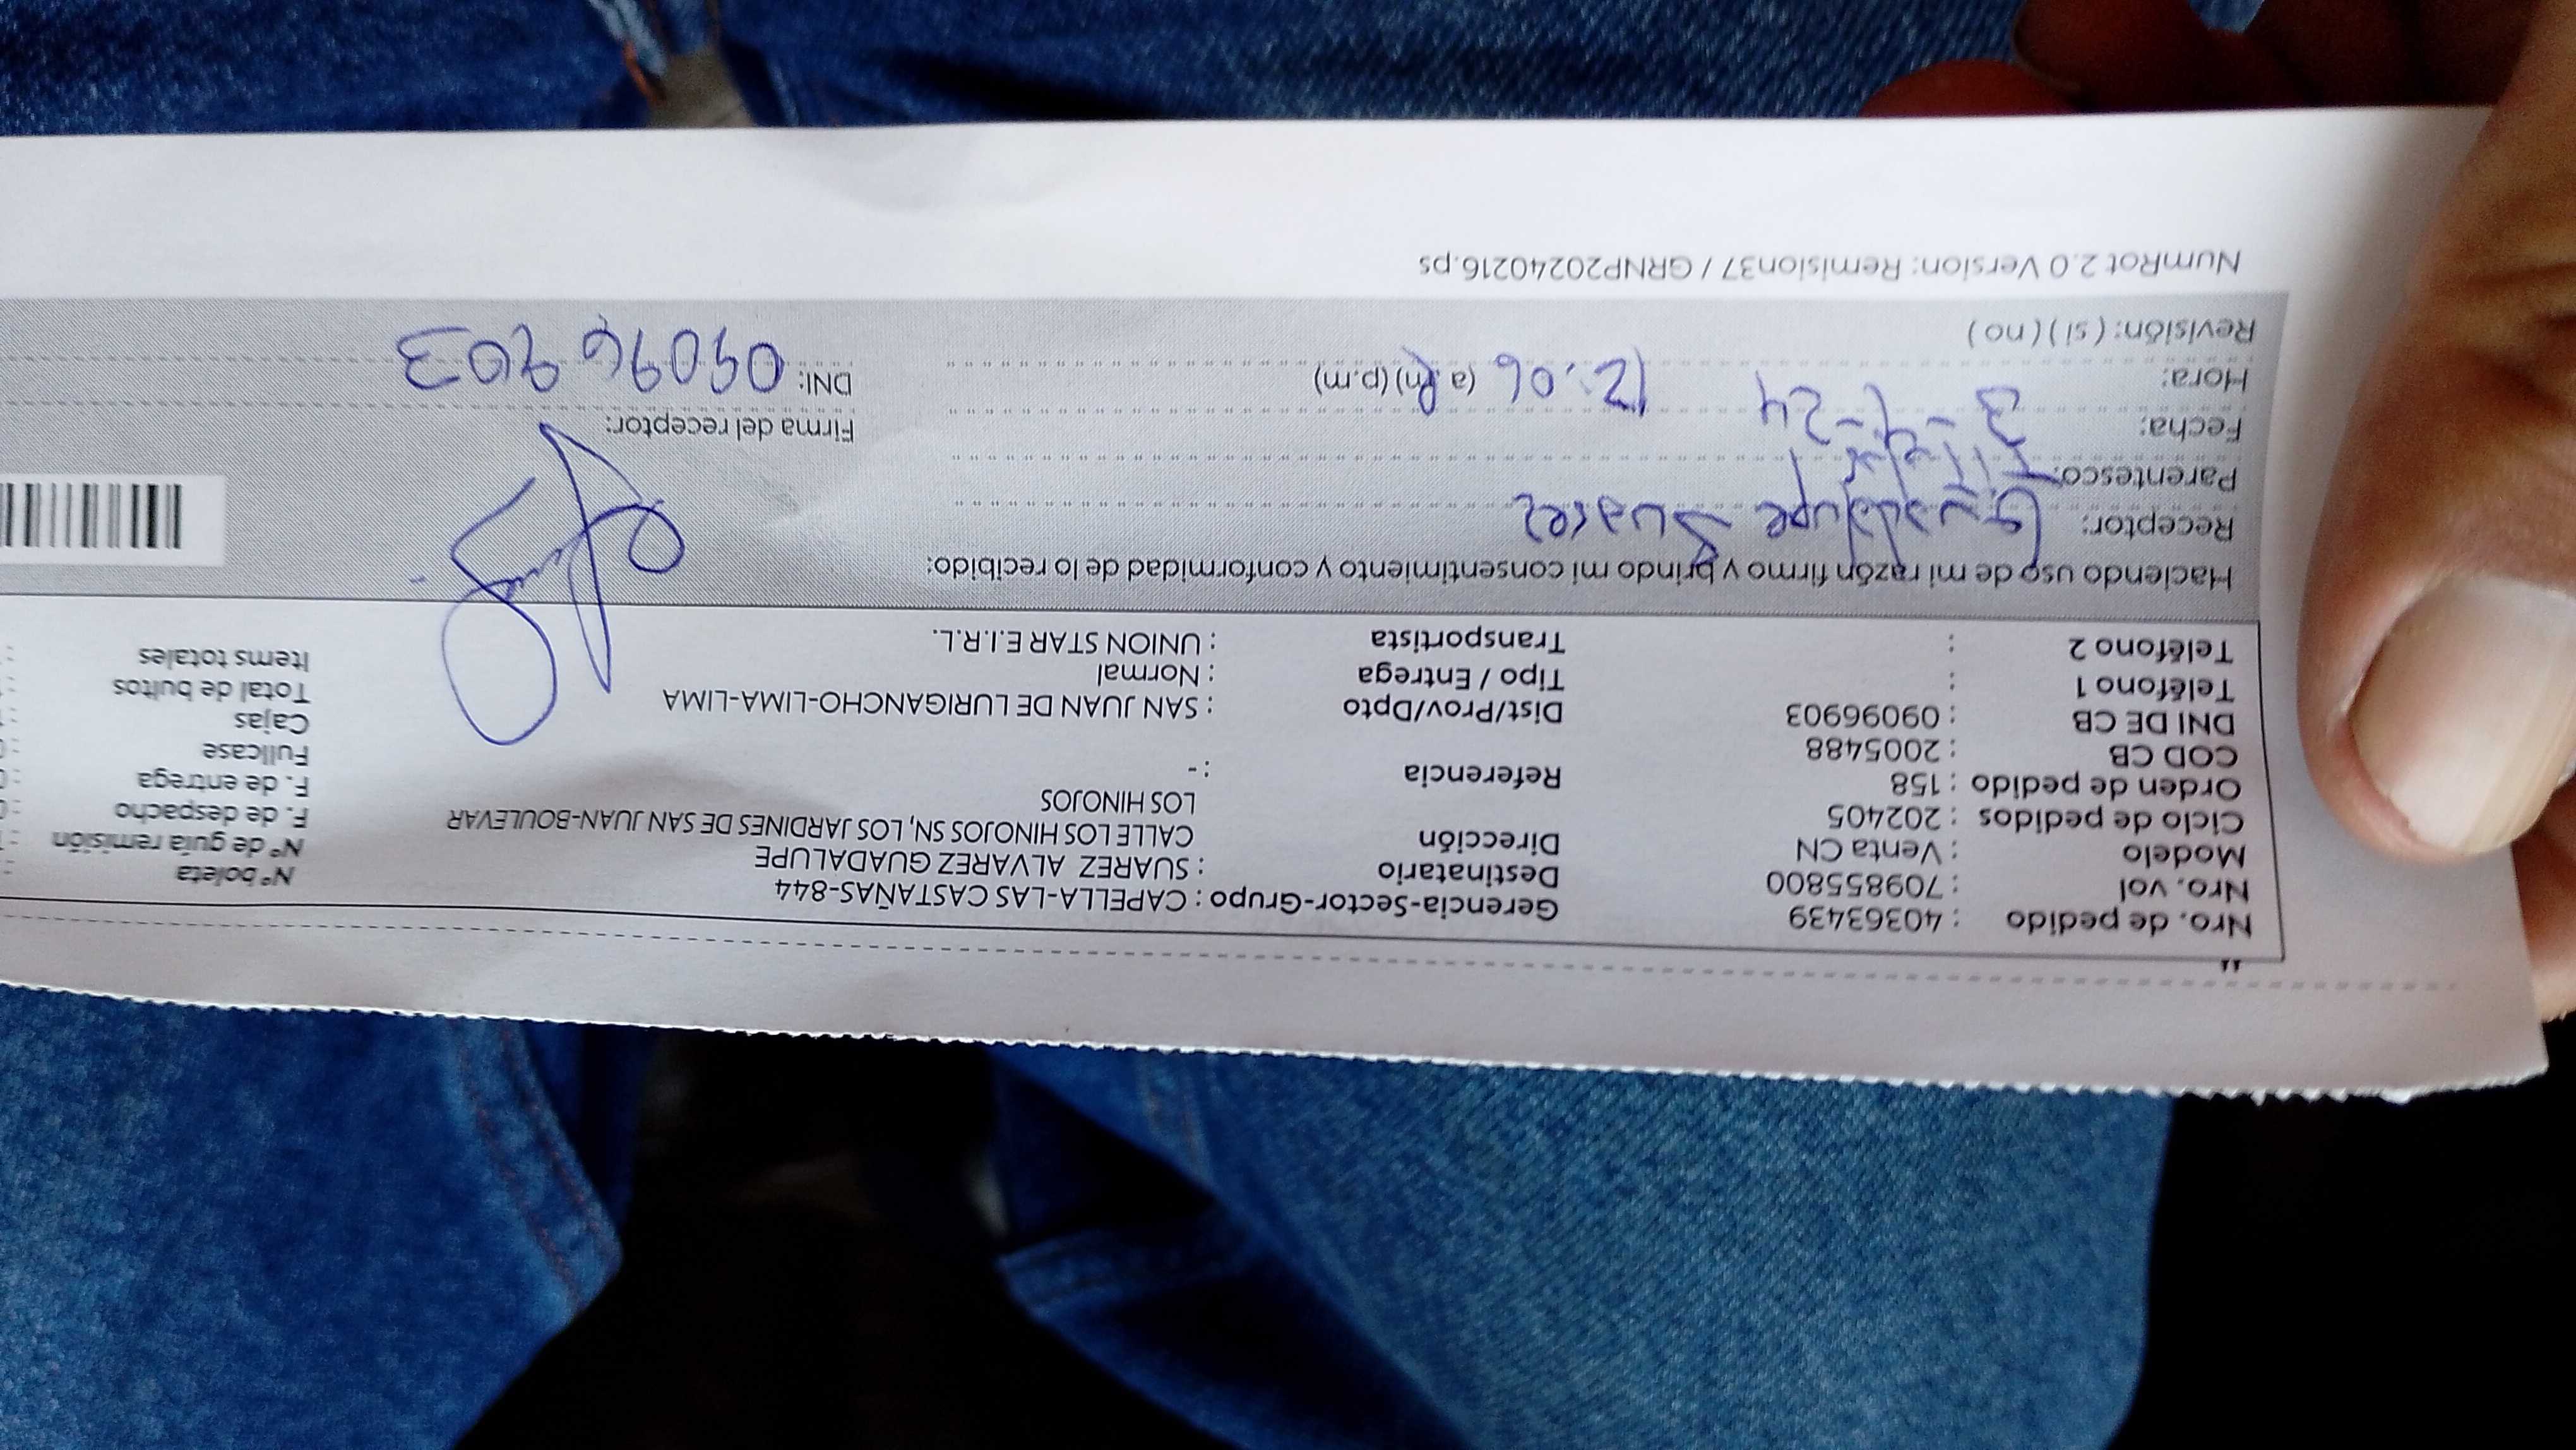 Nro. de pedido : 40363439
Nro. vol : 709855800
Modelo : Venta CN
Ciclo de pedidos : 202405
Orden de pedido : 158
COD CB : 2005488
DNI DE CB : 09096903
Teléfono 1 :
Teléfono 2 :
Gerencia-Sector-Grupo : CAPELLA-LAS CASTAÑAS-844
Destinatario : SUAREZ ALVAREZ GUADALUPE
Dirección CALLE LOS HINOJOS SN, LOS JARDINES DE SAN JUAN-BOULEVAR
LOS HINOJOS
Referencia : -
Dist/Prov/Dpto : SAN JUAN DE LURIGANCHO-LIMA-LIMA
Tipo / Entrega : Normal
Transportista : UNION STAR E.I.R.L.
Nº boleta :
Nº de guía remisión :
F. de despacho :
F. de entrega :
Fullcase :
Cajas :
Total de bultos :
Items totales :
Haciendo uso de mi razón firmo y brindo mi consentimiento y conformidad de lo recibido:
Receptor: Guadalupe Suarez
Parentesco: Titular
Fecha: 3 - - 24
Hora: 12.06 (a.m) (p.m)
Revisión: ( si ) ( no )
Firma del receptor:
DNI: 09096903
NumRot 2.0 Version: Remision37 / GRNP20240216.ps